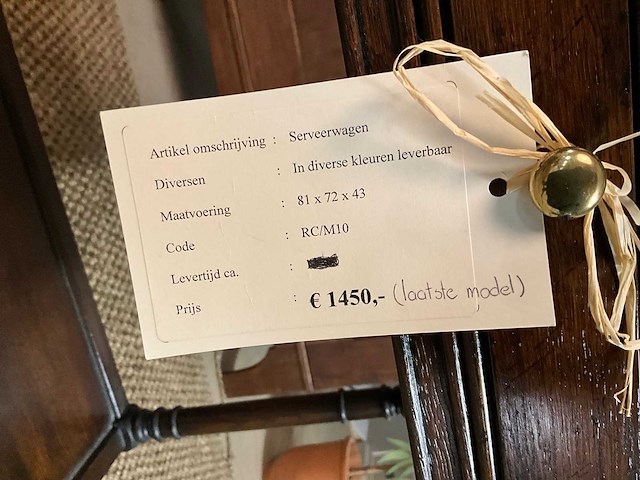 Artikel omschrijving : Serveerwagen
Diversen : In diverse kleuren leverbaar
Maatvoering : 81 x 72 x 43
Code : RC/M10
Levertijd ca. :
Prijs : € 1450,- (laatste model)